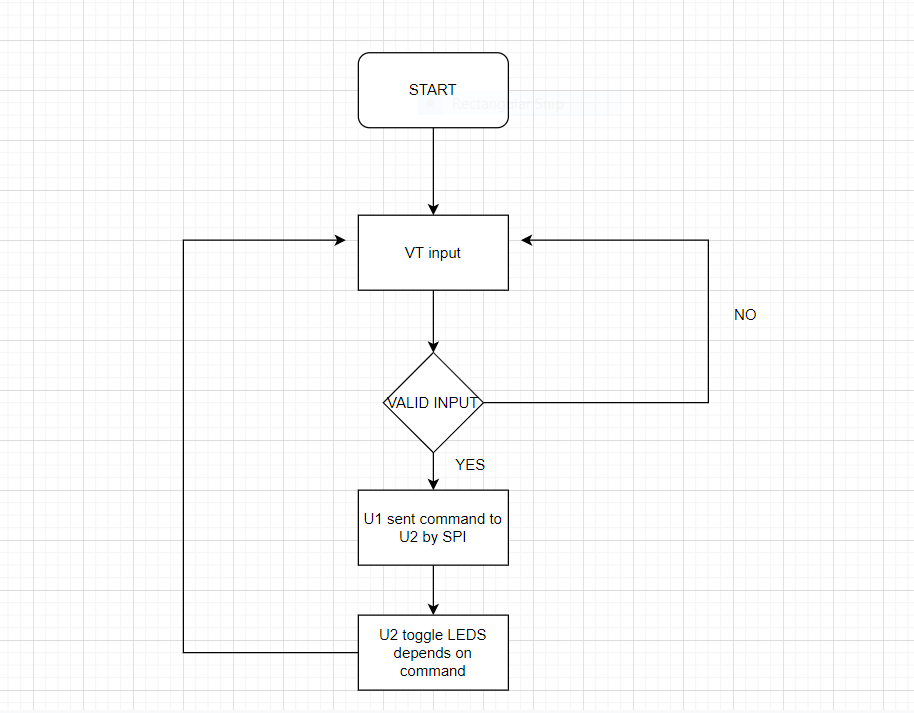 START
Rectangular Snip
VT input
NO
VALID INPUT
YES
U1 sent command to
U2 by SPI
U2 toggle LEDS
depends on
command